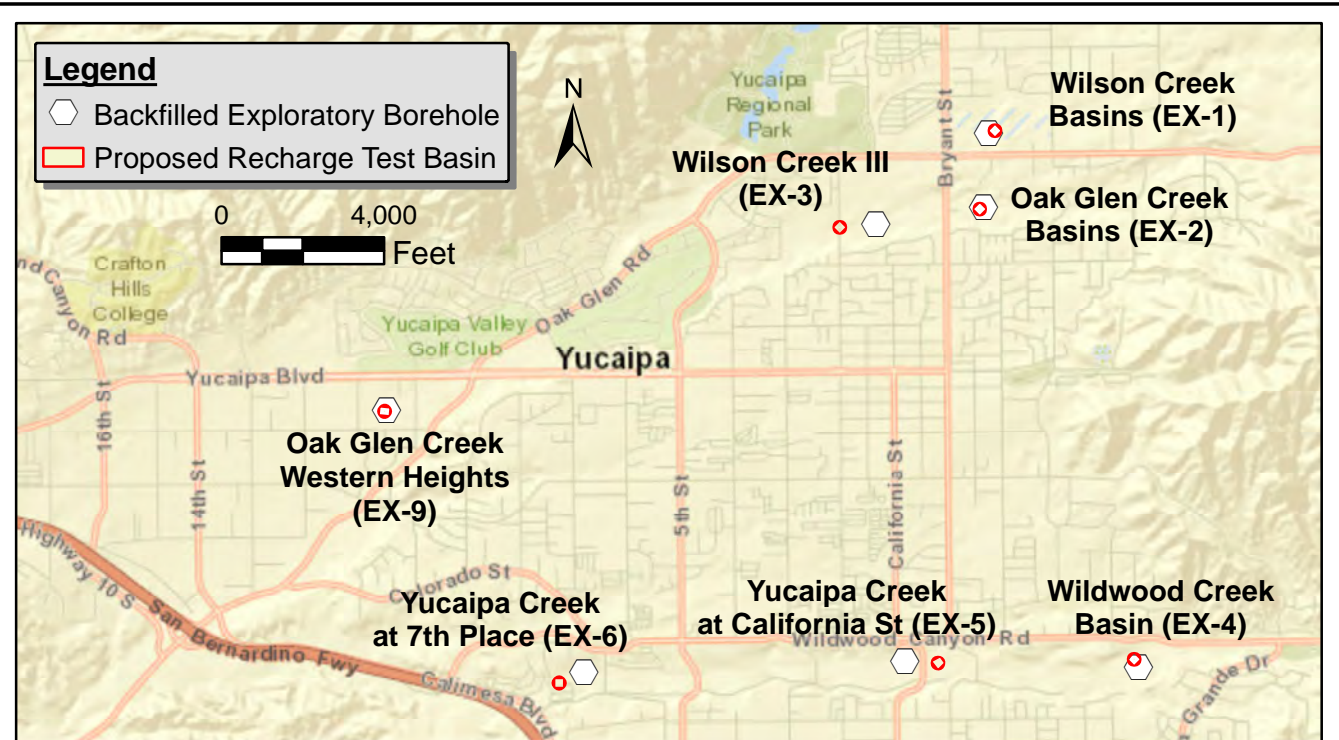 Legend
Backfilled Exploratory Borehole
Proposed Recharge Test Basin
0 4,000
Feet
N
Yucaipa
Regional
Park
Bryant St
Wilson Creek
Basins (EX-1)
Wilson Creek III
(EX-3)
Oak Glen Creek
Basins (EX-2)
Crafton
Hills
College
nd Canyon Rd
Yucaipa Valley
Golf Club
Oak Glen Rd
Yucaipa
Yucaipa Blvd
16th St
14th St
Oak Glen Creek
Western Heights
(EX-9)
5th St
California St
Highway 10 S
San Bernardino Fwy
Colorado St
Yucaipa Creek
at 7th Place (EX-6)
Calimesa Blvd
Yucaipa Creek
at California St (EX-5)
Wildwood Canyon Rd
Wildwood Creek
Basin (EX-4)
Grande Dr